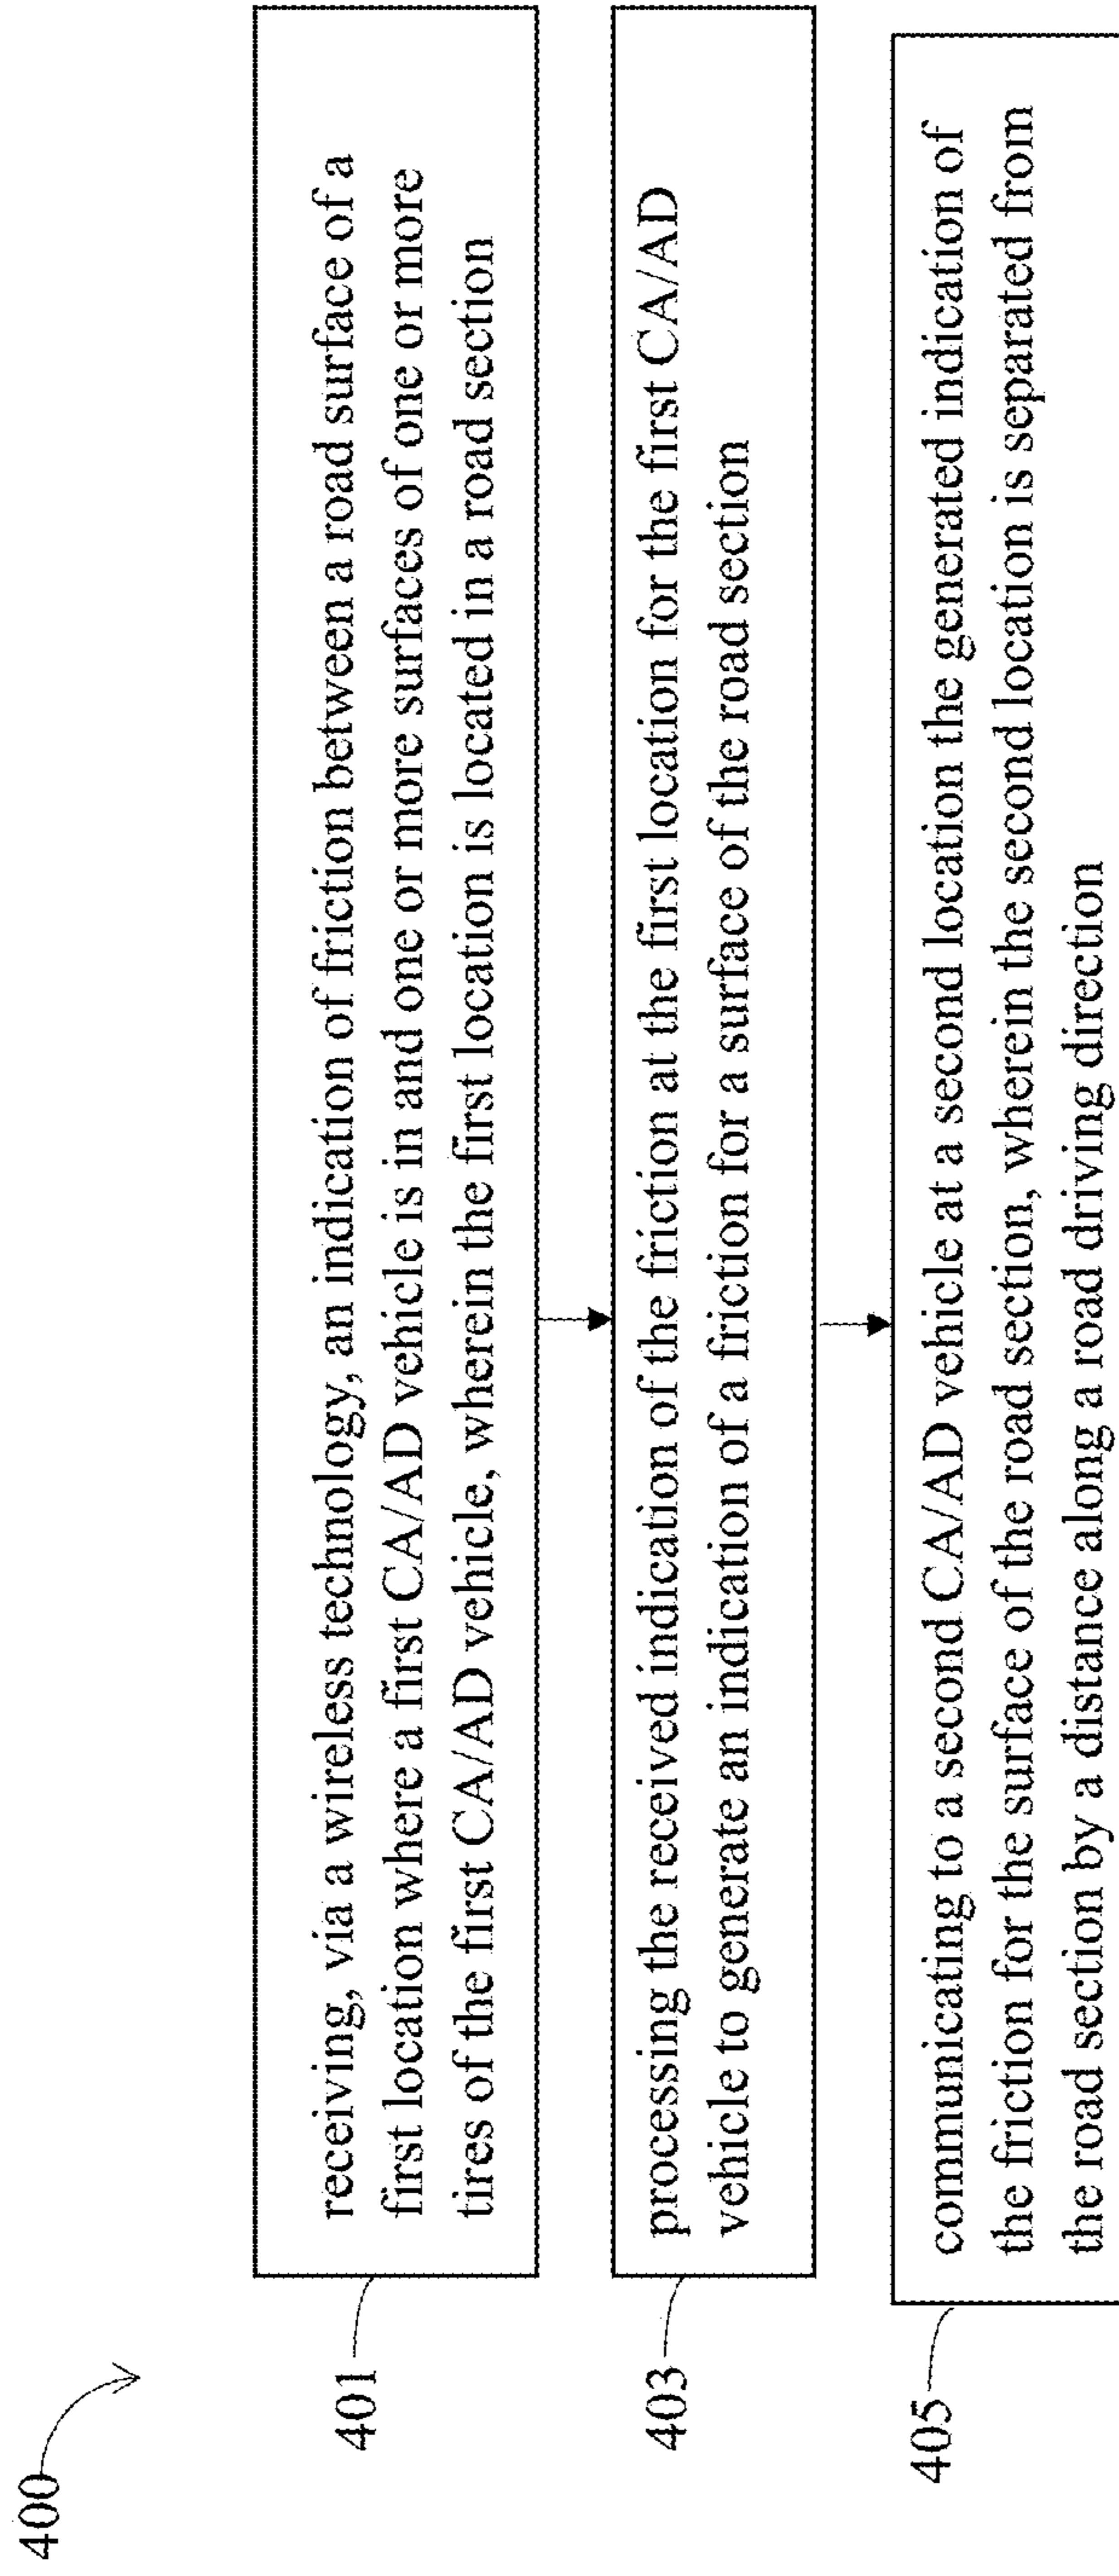 400
401
receiving, via a wireless technology, an indication of friction between a road surface of a
first location where a first CA/AD vehicle is in and one or more surfaces of one or more
tires of the first CA/AD vehicle, wherein the first location is located in a road section
403
processing the received indication of the friction at the first location for the first CA/AD
vehicle to generate an indication of a friction for a surface of the road section
405
communicating to a second CA/AD vehicle at a second location the generated indication of
the friction for the surface of the road section, wherein the second location is separated from
the road section by a distance along a road driving direction